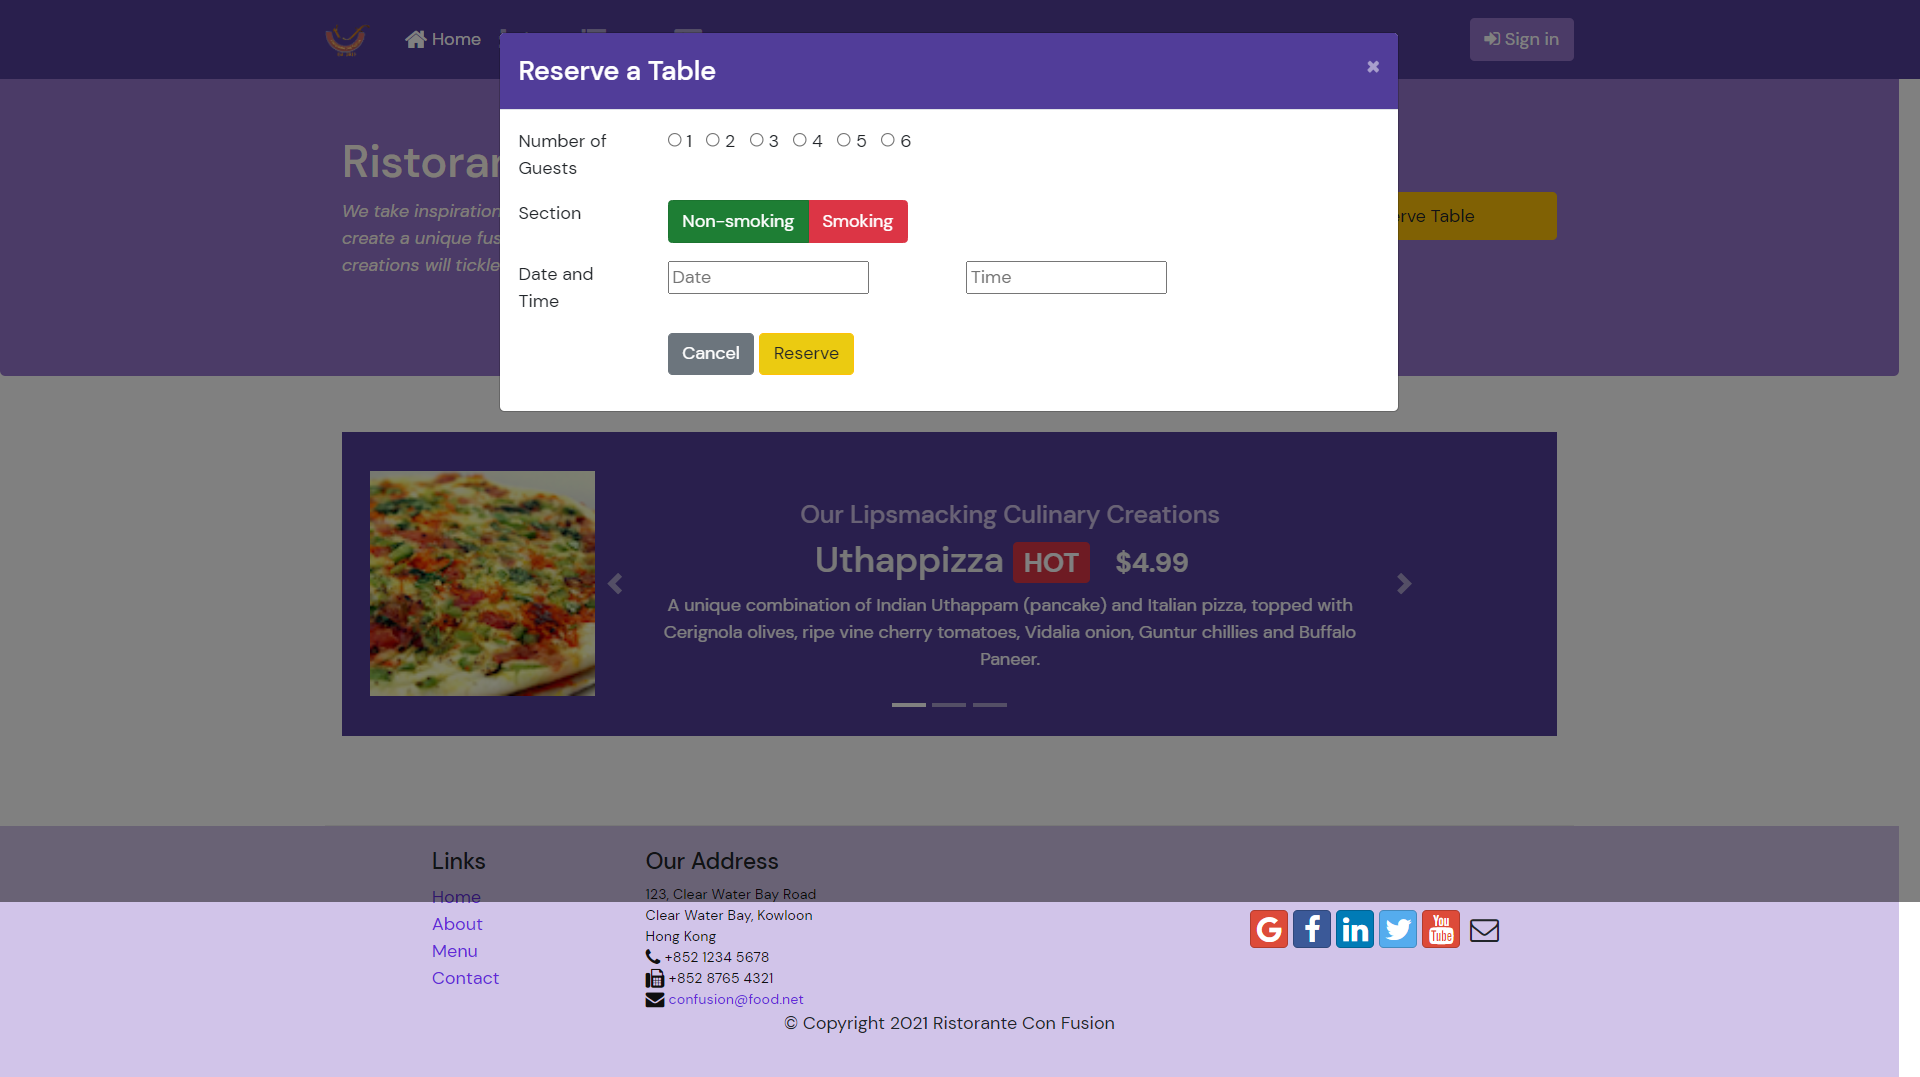 Home
Sign in
Reserve a Table
×
Number of Guests
1 2 3 4 5 6
Section
Non-smoking Smoking
Date and Time
Date Time
Cancel Reserve
We take inspiration
create a unique
creations will tickle
Table
Our Lipsmacking Culinary Creations
Uthappizza HOT $4.99
A unique combination of Indian Uthappam (pancake) and Italian pizza, topped with
Cerignola olives, ripe vine cherry tomatoes, Vidalia onion, Guntur chillies and Buffalo
Paneer.
Links
Home
About
Menu
Contact
Our Address
123, Clear Water Bay Road
Clear Water Bay, Kowloon
Hong Kong
+852 1234 5678
+852 8765 4321
confusion@food.net
You
Tube
© Copyright 2021 Ristorante Con Fusion